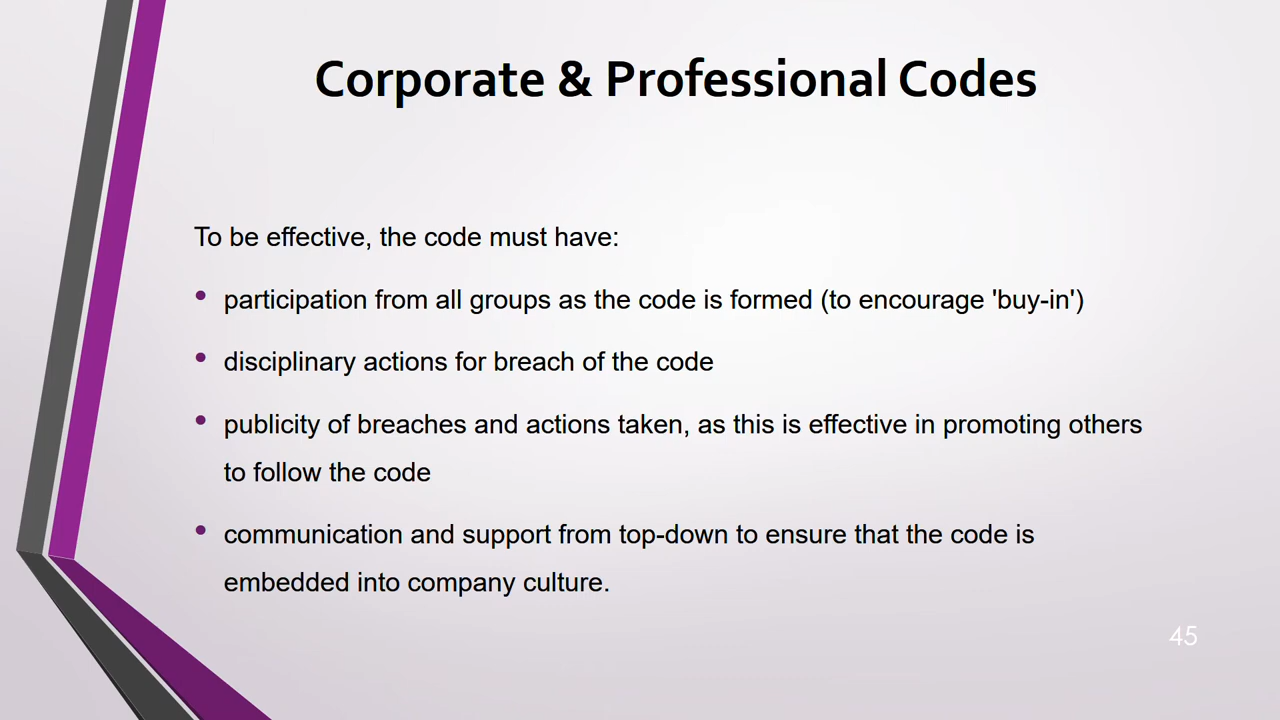 Corporate & Professional Codes
To be effective, the code must have:
• participation from all groups as the code is formed (to encourage 'buy-in')
• disciplinary actions for breach of the code
• publicity of breaches and actions taken, as this is effective in promoting others
to follow the code
• communication and support from top-down to ensure that the code is
embedded into company culture.
45